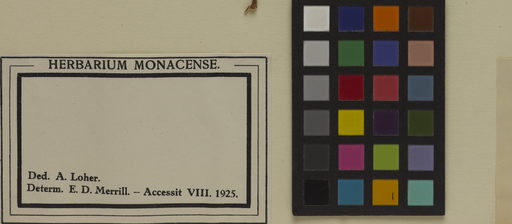 HERBARIUM MONACENSE.
Ded. A. Loher.
Determ. E. D. Merrill. – Accessit VIII. 1925.